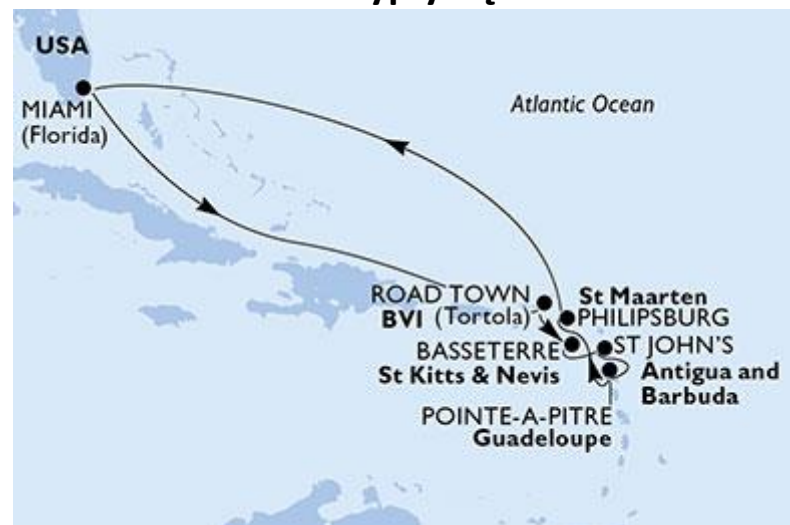 USA
MIAMI
(Florida)
Atlantic Ocean
ROAD TOWN
BVI (Tortola)
St Maarten
PHILIPSBURG
BASSETERRE
St Kitts & Nevis
ST JOHN'S
Antigua and
Barbuda
POINTE-A-PITRE
Guadeloupe